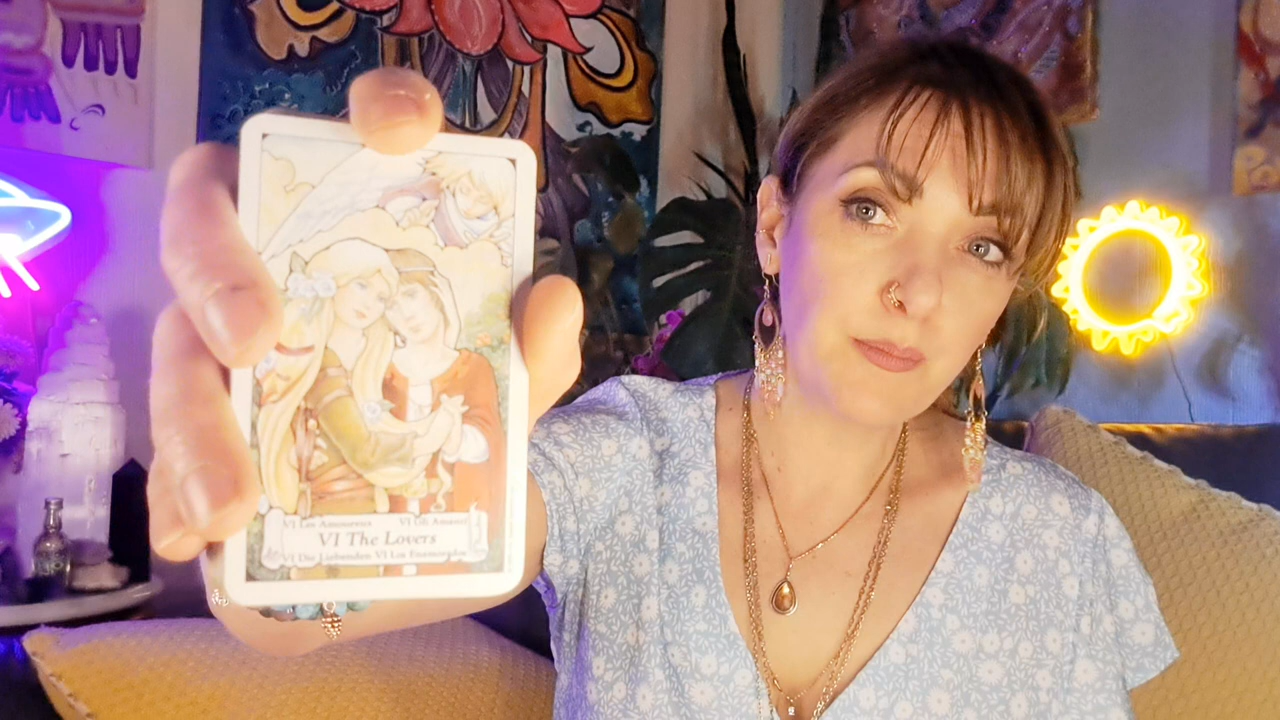 VI Les Amoureux VI Gli Amanti
VI The Lovers
VI Die Liebenden VI Los Enamorados